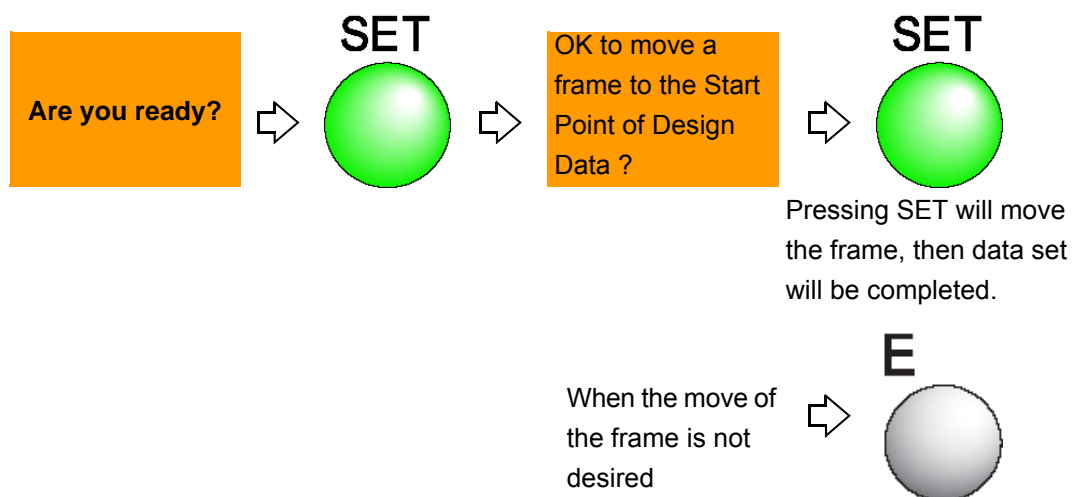 SET
SET
Are you ready?
OK to move a
frame to the Start
Point of Design
Data ?
Pressing SET will move
the frame, then data set
will be completed.
E
When the move of
the frame is not
desired